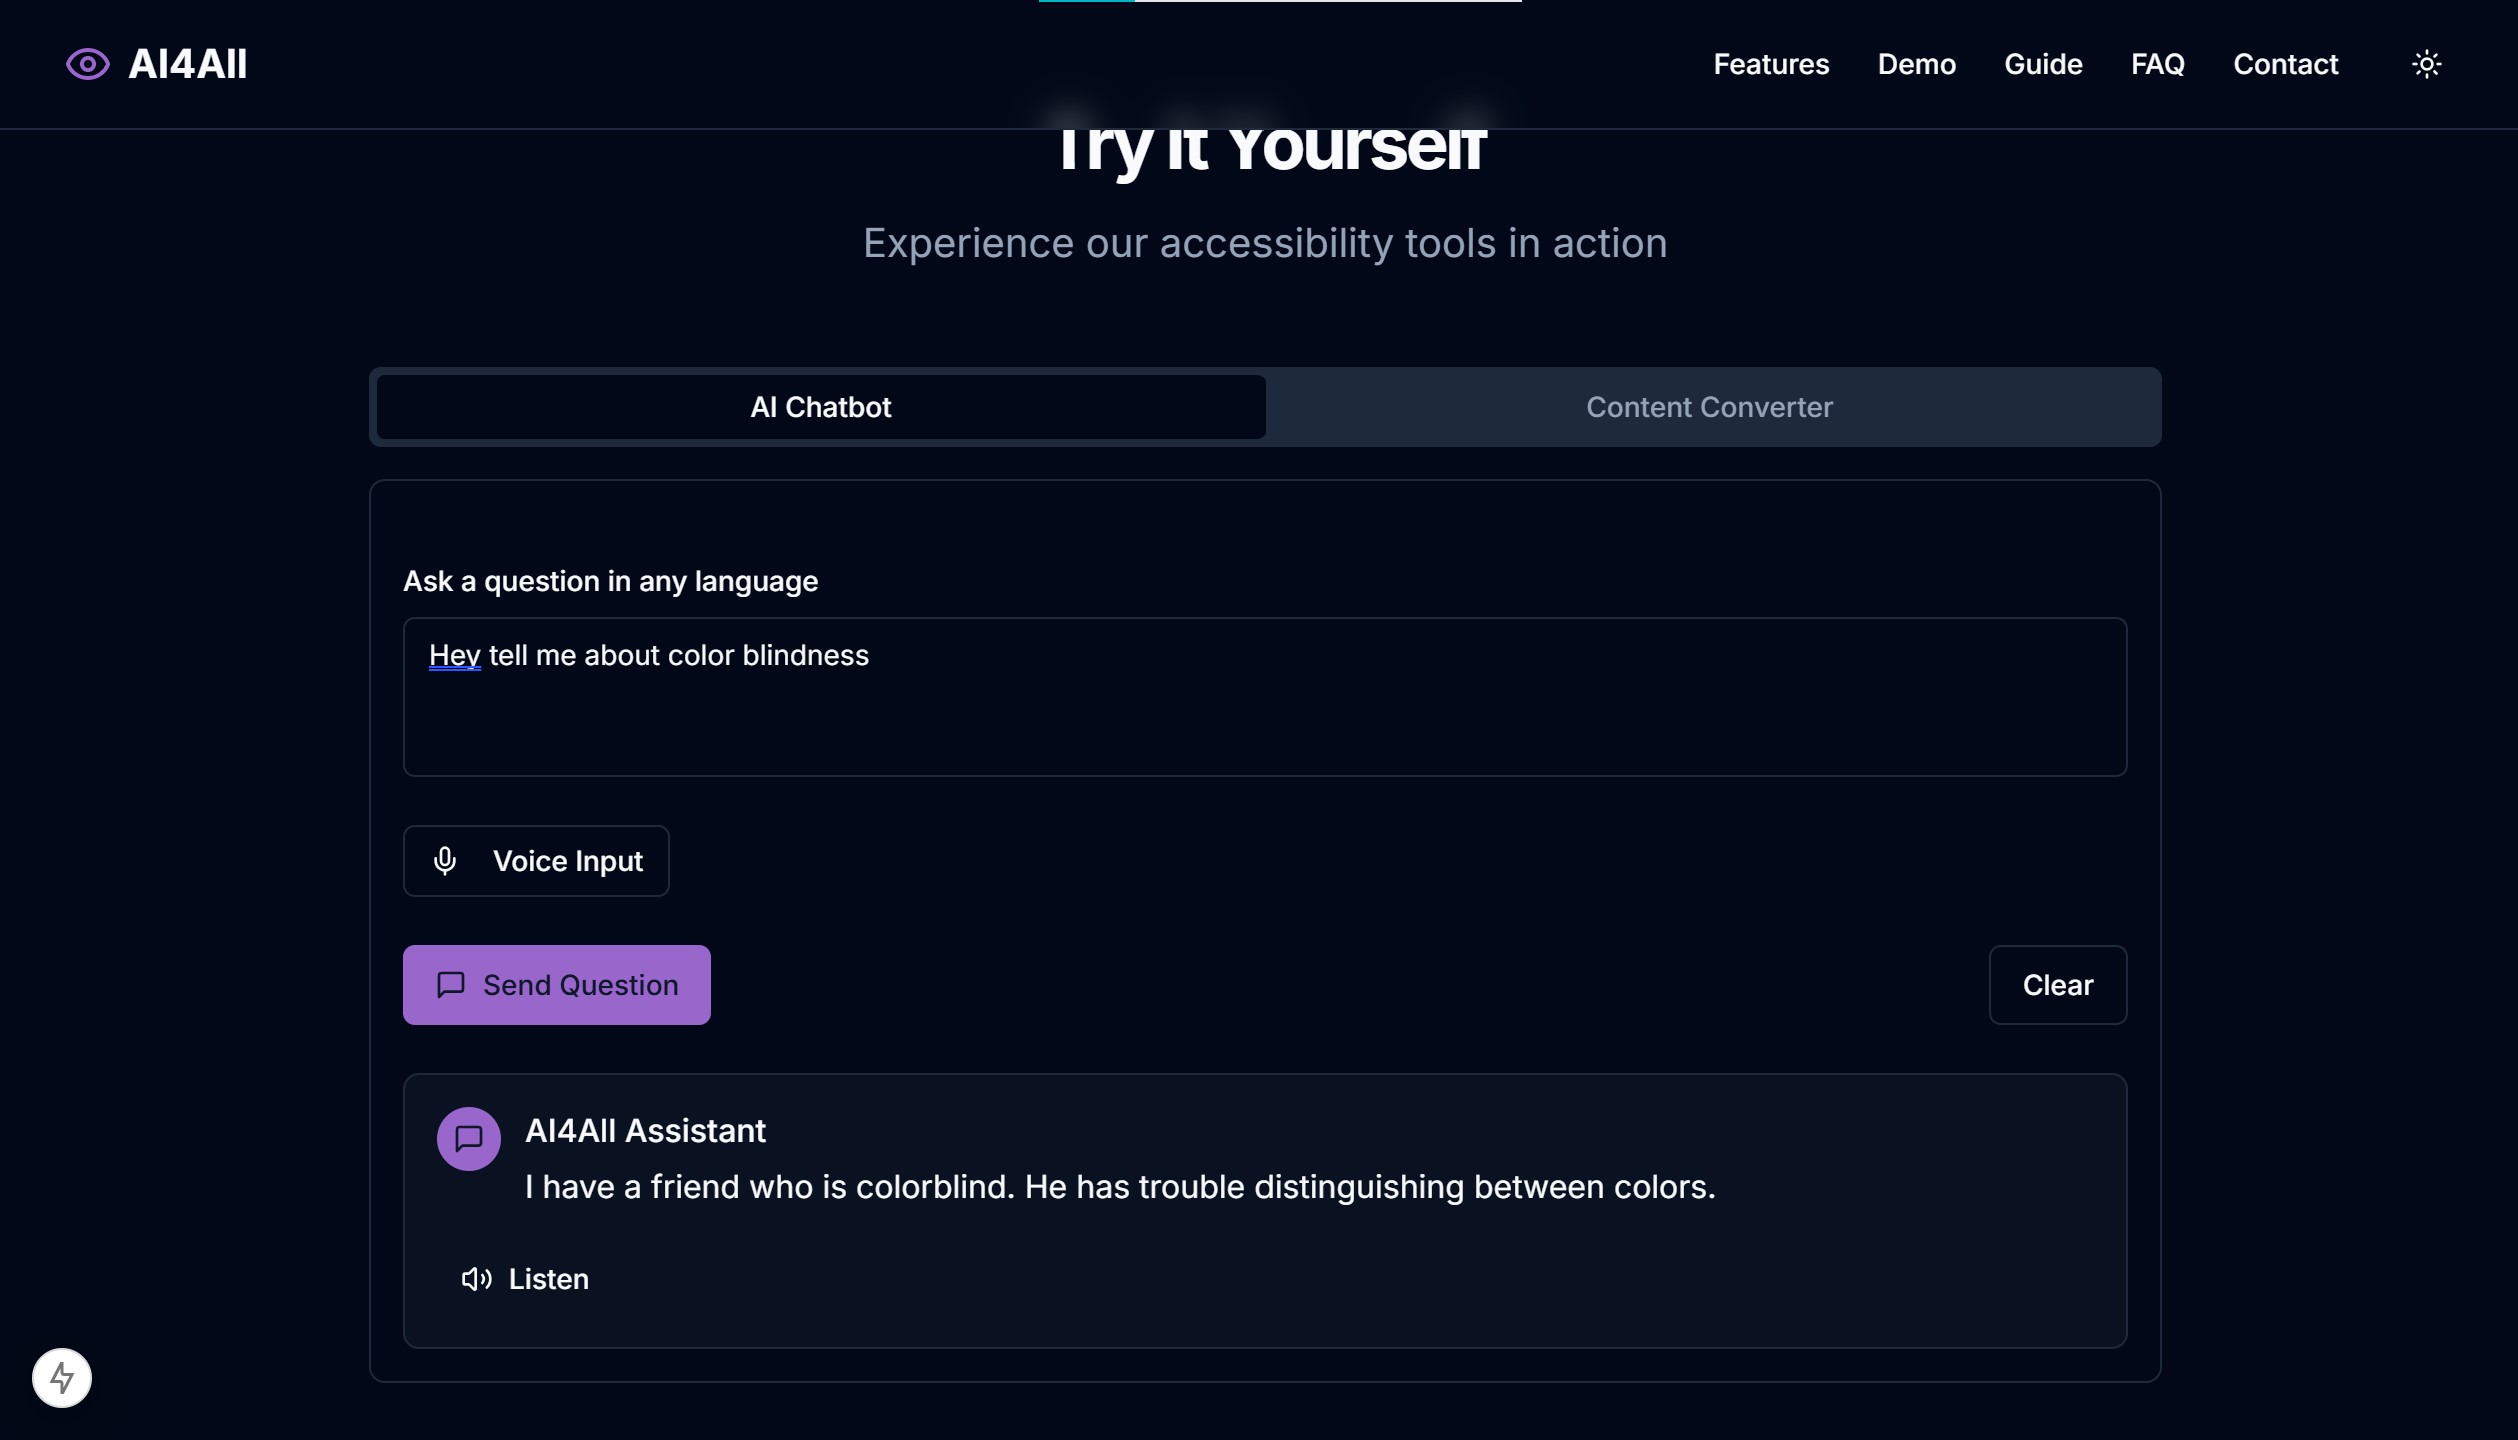 AI4All
Features Demo Guide FAQ Contact
Try It Yourself
Experience our accessibility tools in action
AI Chatbot
Content Converter
Ask a question in any language
Hey tell me about color blindness
Voice Input
Send Question
Clear
AI4All Assistant
I have a friend who is colorblind. He has trouble distinguishing between colors.
Listen